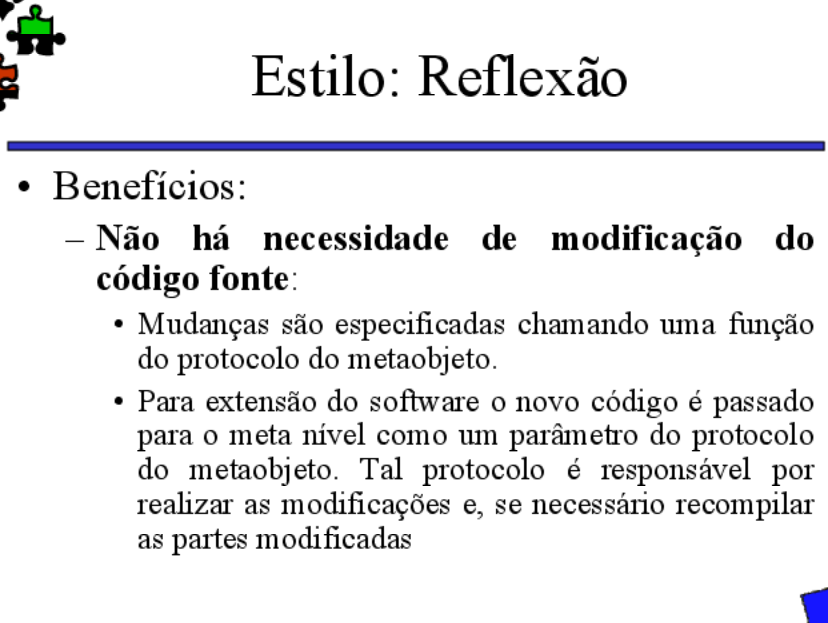 Estilo: Reflexão
• Benefícios:
– Não há necessidade de modificação do
código fonte:
• Mudanças são especificadas chamando uma função
do protocolo do metaobjeto.
• Para extensão do software o novo código é passado
para o meta nível como um parâmetro do protocolo
do metaobjeto. Tal protocolo é responsável por
realizar as modificações e, se necessário recompilar
as partes modificadas